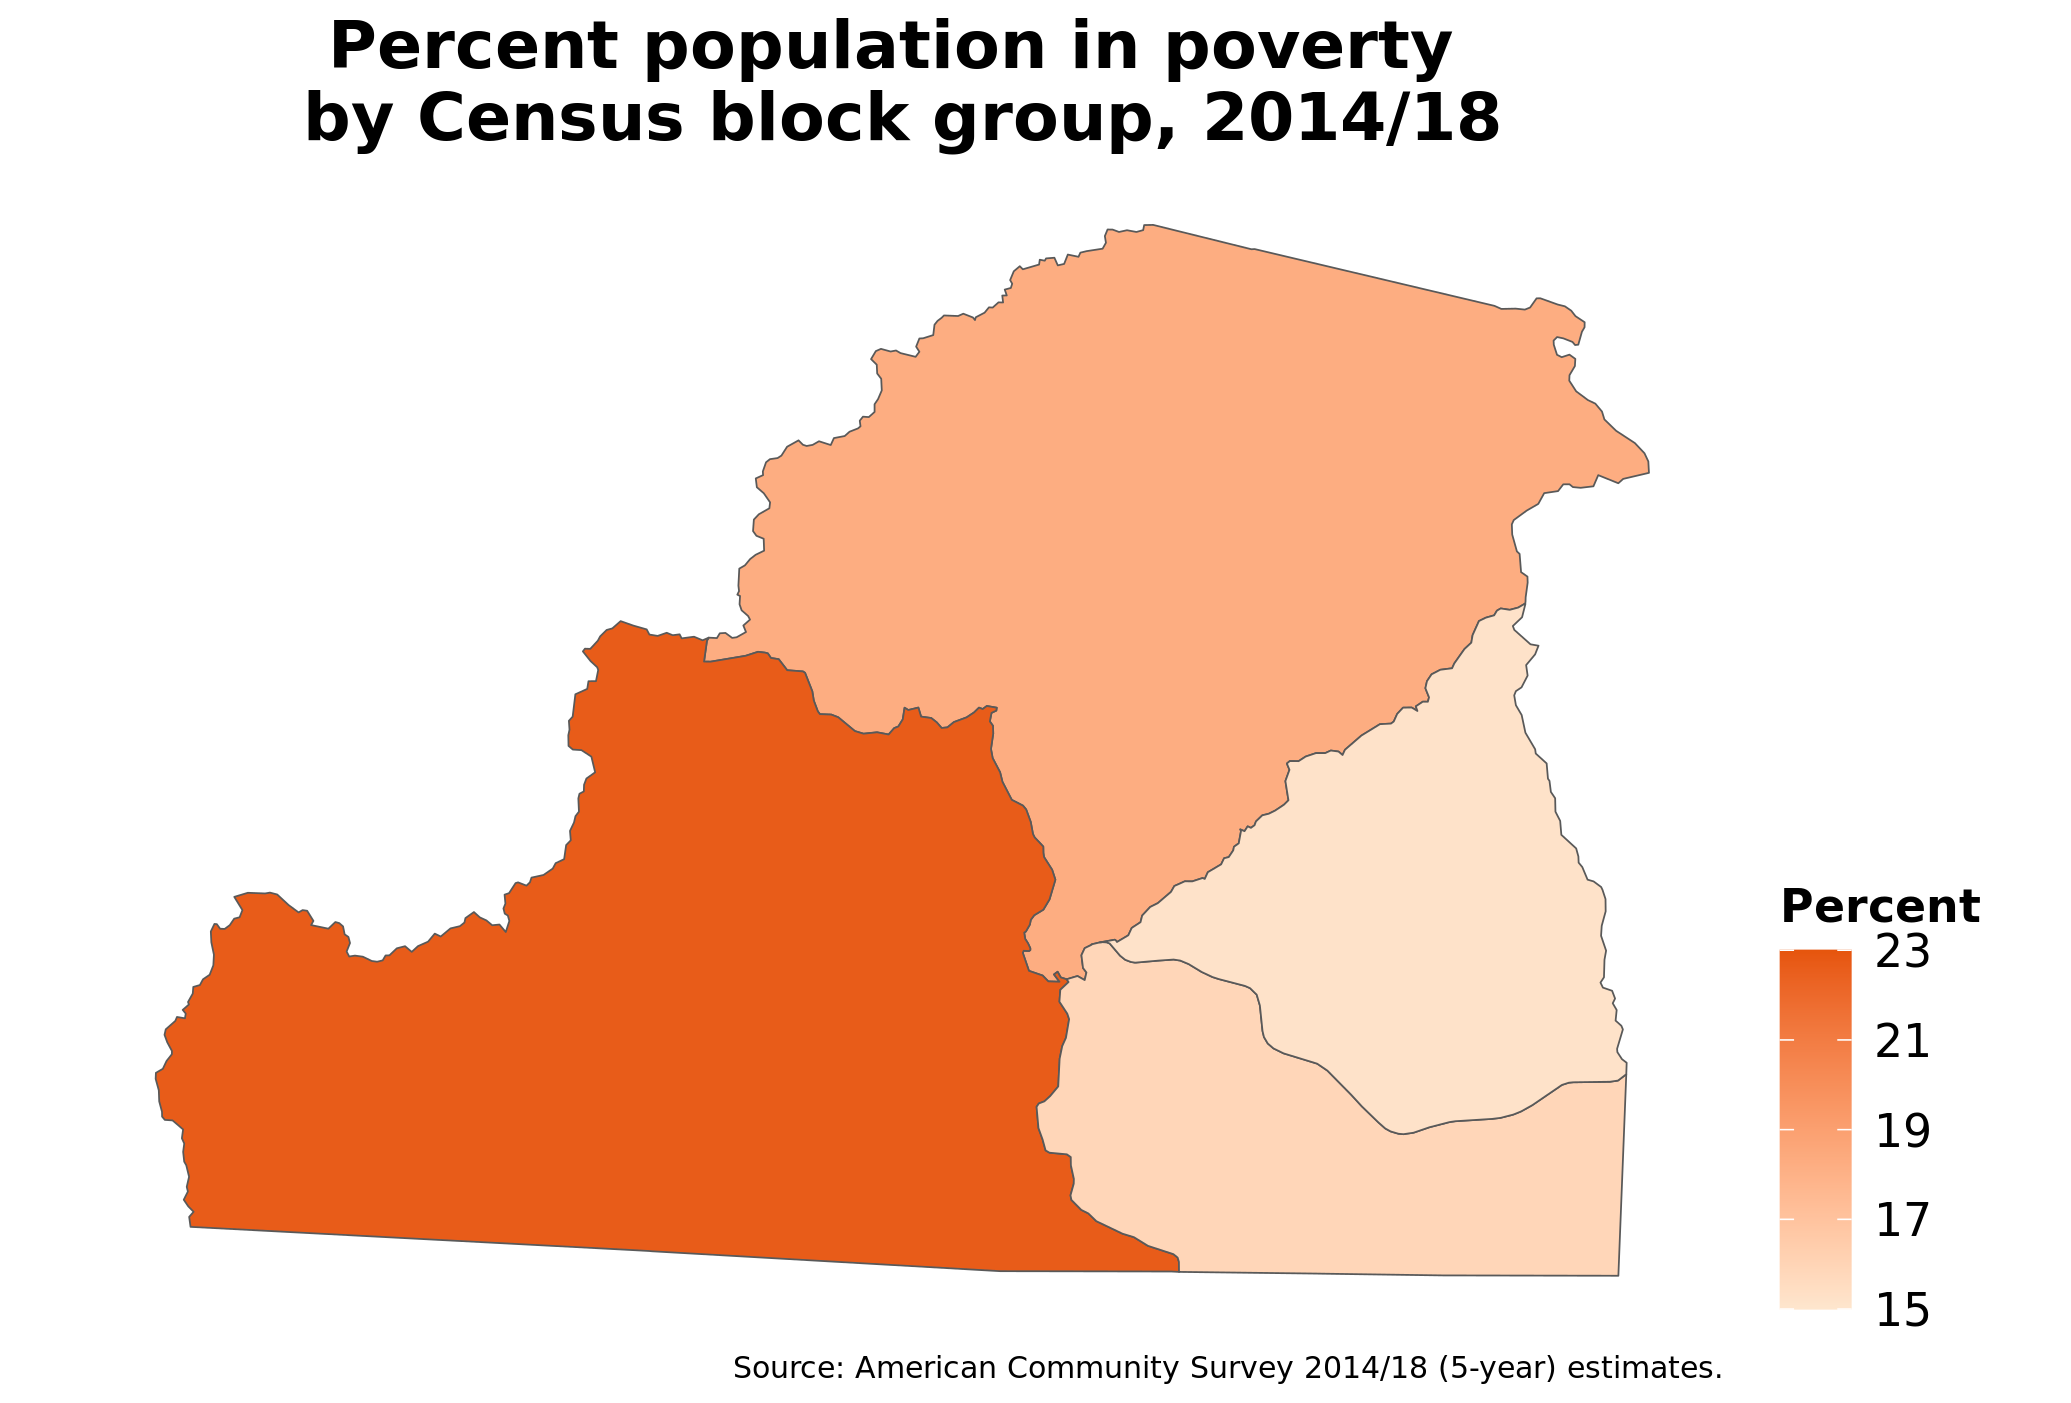 Percent population in poverty
by Census block group, 2014/18
Percent
23
21
19
17
15
Source: American Community Survey 2014/18 (5-year) estimates.